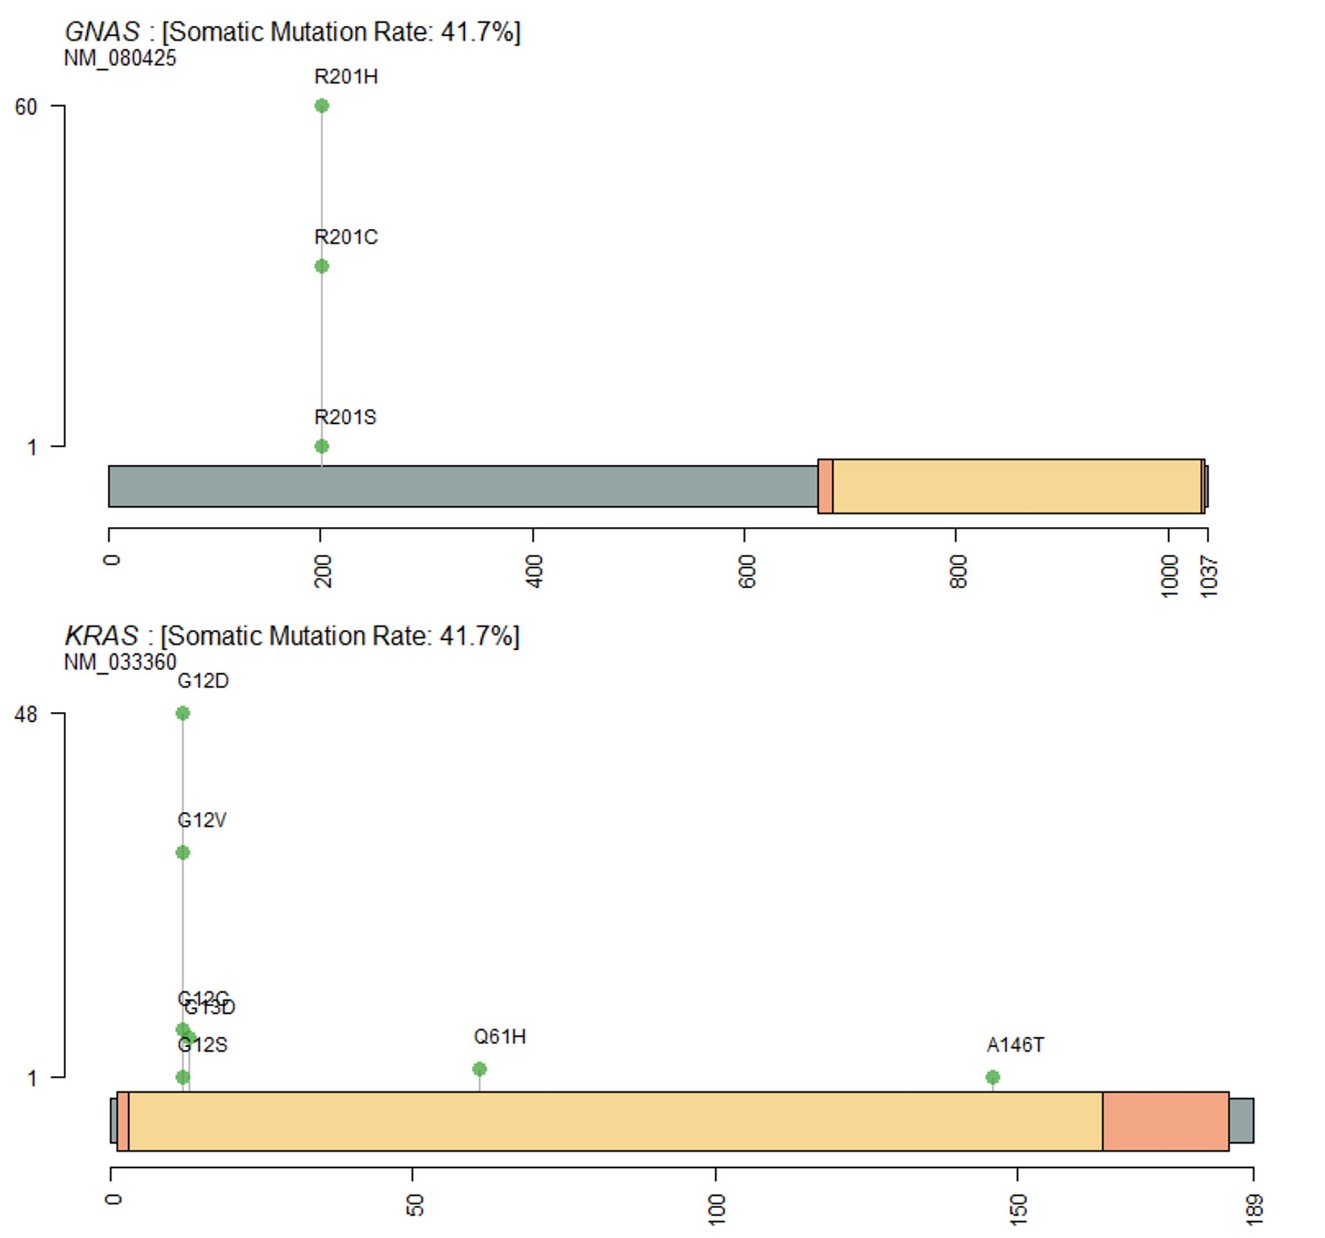 GNAS : [Somatic Mutation Rate: 41.7%]
NM_080425
R201H
60
R201C
R201S
1
0 200 400 600 800 1000 1037
KRAS : [Somatic Mutation Rate: 41.7%]
NM_033360
G12D
48
G12V
G12C
G13D
G12S
Q61H
A146T
1
0 50 100 150 189